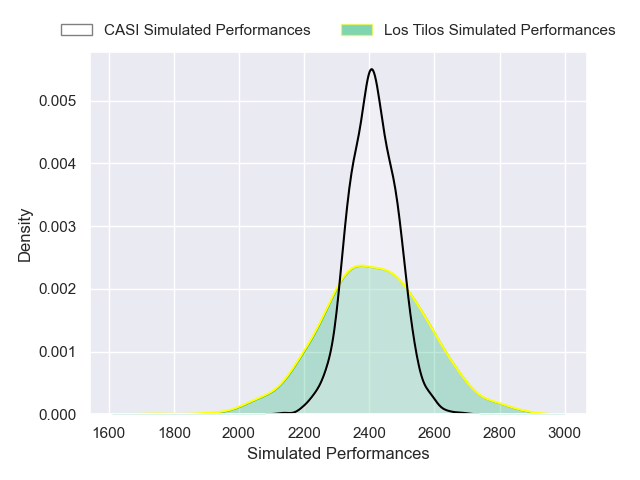 CASI Simulated Performances Los Tilos Simulated Performances
0.005
0.004
0.003
0.002
0.001
0.000
Density
1600 1800 2000 2200 2400 2600 2800 3000
Simulated Performances